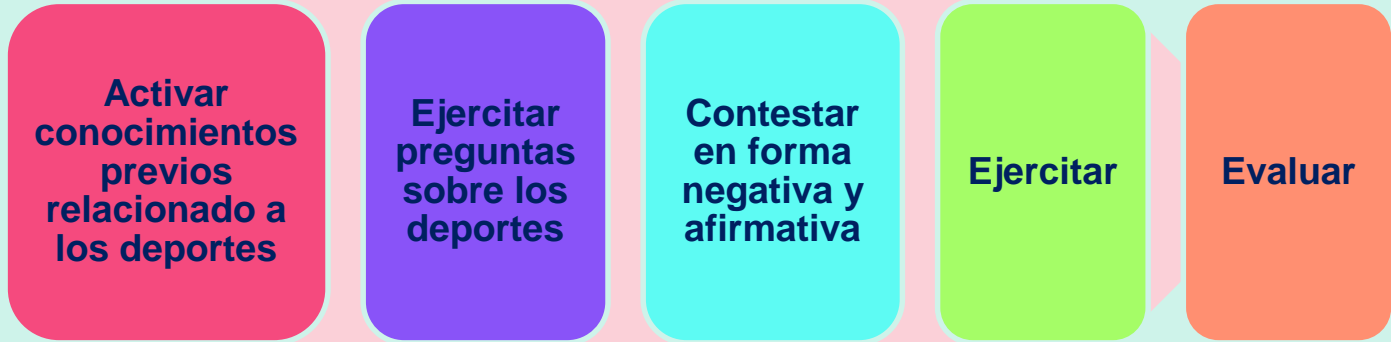 Activar
conocimientos
previos
relacionado a
los deportes
Ejercitar
preguntas
sobre los
deportes
Contestar
en forma
negativa y
afirmativa
Ejercitar
Evaluar